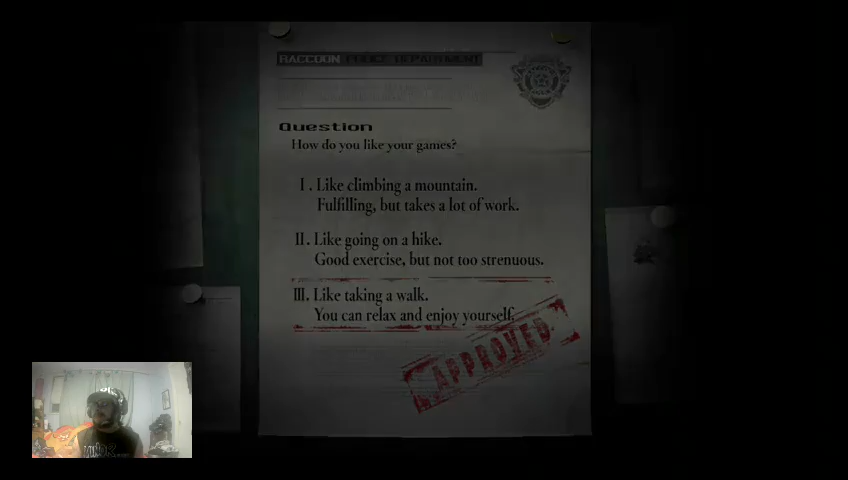 RACCOON POLICE DEPARTMENT
Question
How do you like your games?
I. Like climbing a mountain.
Fulfilling, but takes a lot of work.
II. Like going on a hike.
Good exercise, but not too strenuous.
III. Like taking a walk.
You can relax and enjoy yourself.
APPROVED